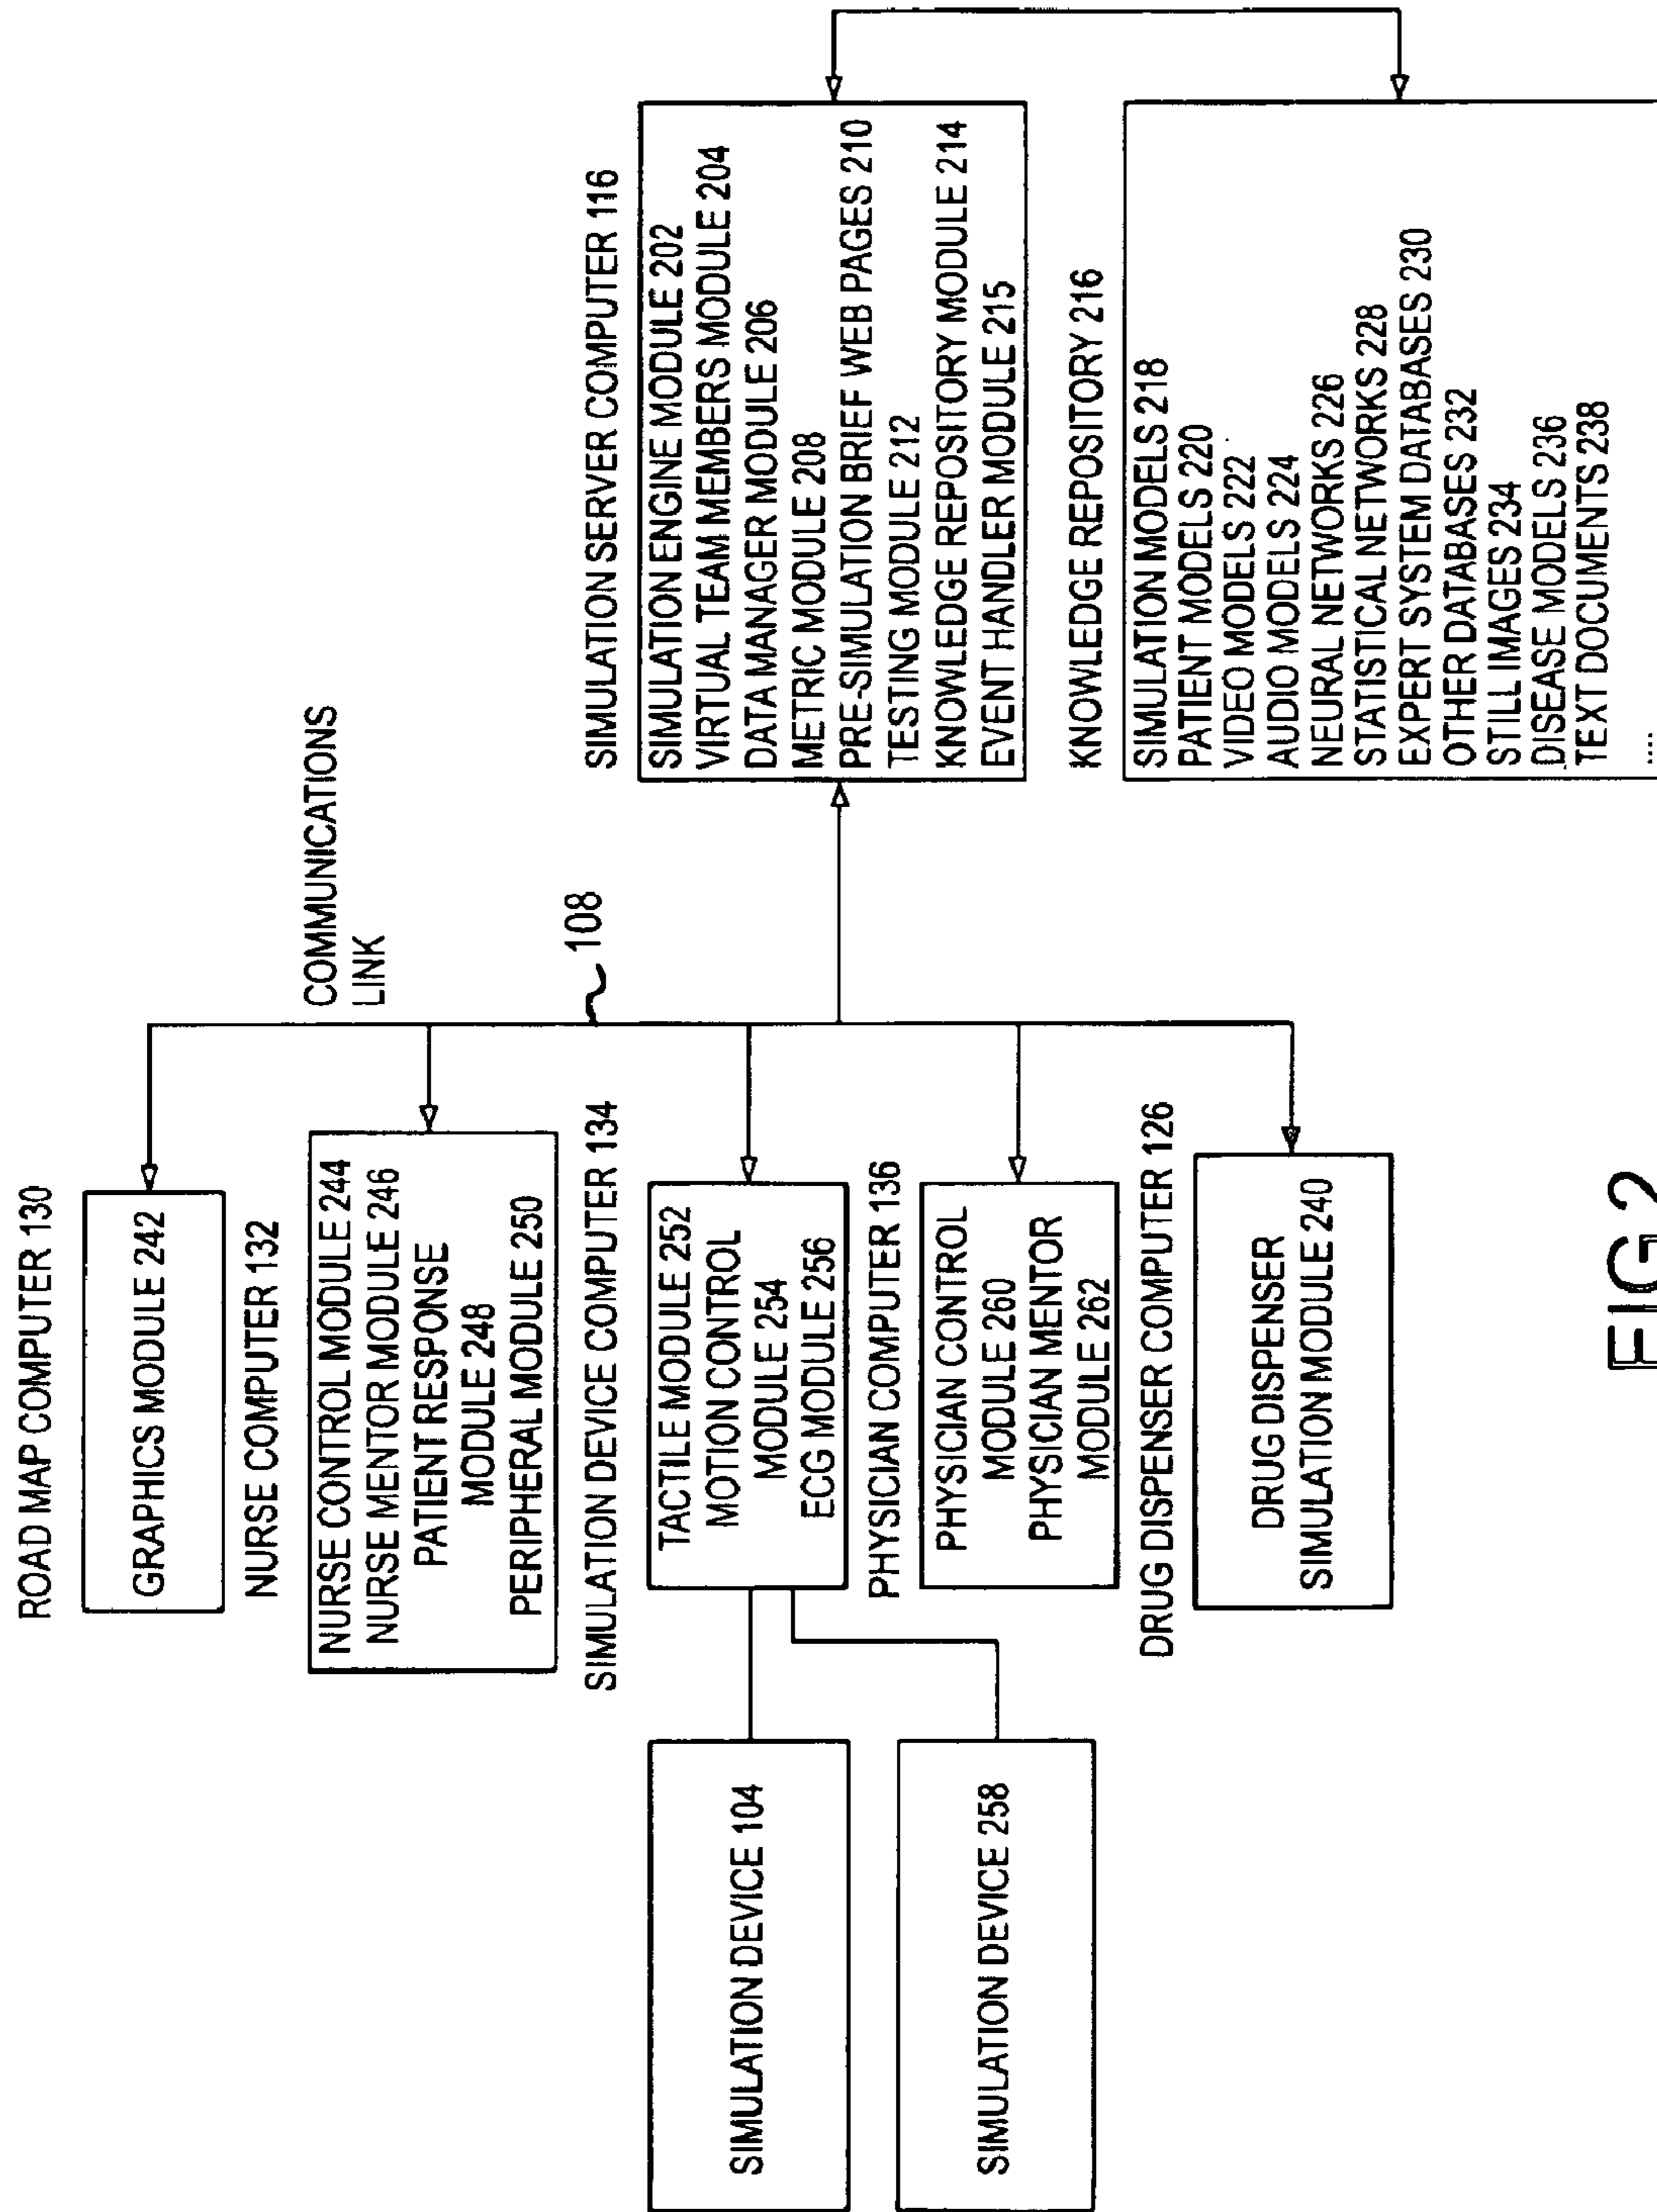 ROAD MAP COMPUTER 130
GRAPHICS MODULE 242
NURSE COMPUTER 132
NURSE CONTROL MODULE 244
NURSE MENTOR MODULE 246
PATIENT RESPONSE
MODULE 248
PERIPHERAL MODULE 250
SIMULATION DEVICE COMPUTER 134
TACTILE MODULE 252
MOTION CONTROL
MODULE 254
ECG MODULE 256
PHYSICIAN COMPUTER 136
PHYSICIAN CONTROL
MODULE 260
PHYSICIAN MENTOR
MODULE 262
DRUG DISPENSER COMPUTER 126
DRUG DISPENSER
SIMULATION MODULE 240
SIMULATION DEVICE 104
SIMULATION DEVICE 258
COMMUNICATIONS
LINK
108
SIMULATION SERVER COMPUTER 116
SIMULATION ENGINE MODULE 202
VIRTUAL TEAM MEMBERS MODULE 204
DATA MANAGER MODULE 206
METRIC MODULE 208
PRE-SIMULATION BRIEF WEB PAGES 210
TESTING MODULE 212
KNOWLEDGE REPOSITORY MODULE 214
EVENT HANDLER MODULE 215
KNOWLEDGE REPOSITORY 216
SIMULATION MODELS 218
PATIENT MODELS 220
VIDEO MODELS 222
AUDIO MODELS 224
NEURAL NETWORKS 226
STATISTICAL NETWORKS 228
EXPERT SYSTEM DATABASES 230
OTHER DATABASES 232
STILL IMAGES 234
DISEASE MODELS 236
TEXT DOCUMENTS 238
...
FIG 2